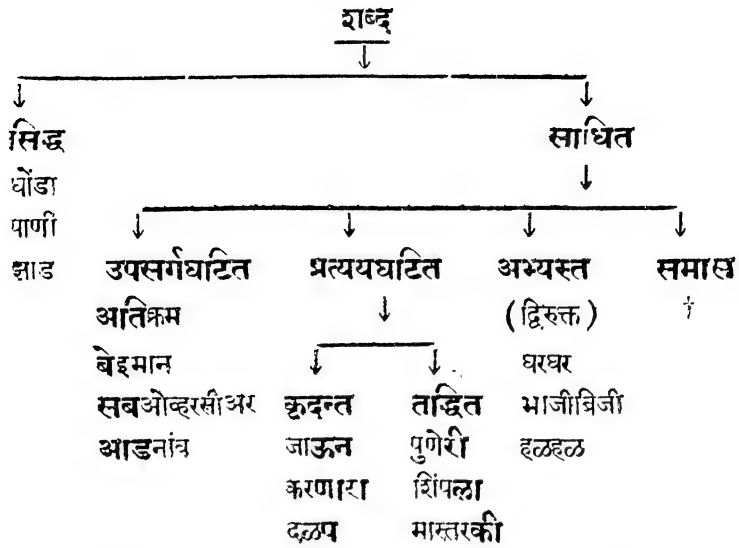 शब्द
सिद्ध साधित
धोंडा
पाणी
झाड उपसर्गघटित प्रत्ययघटित अभ्यस्त समास
अतिक्रम (द्विरुक्त) †
बेइमान घरघर
सबओव्हरसीअर कृदन्त तद्धित भाजीबिजी
आडनांव जाऊन पुणेरी हळहळ
करणारा शिंपला
दळप मास्तरकी